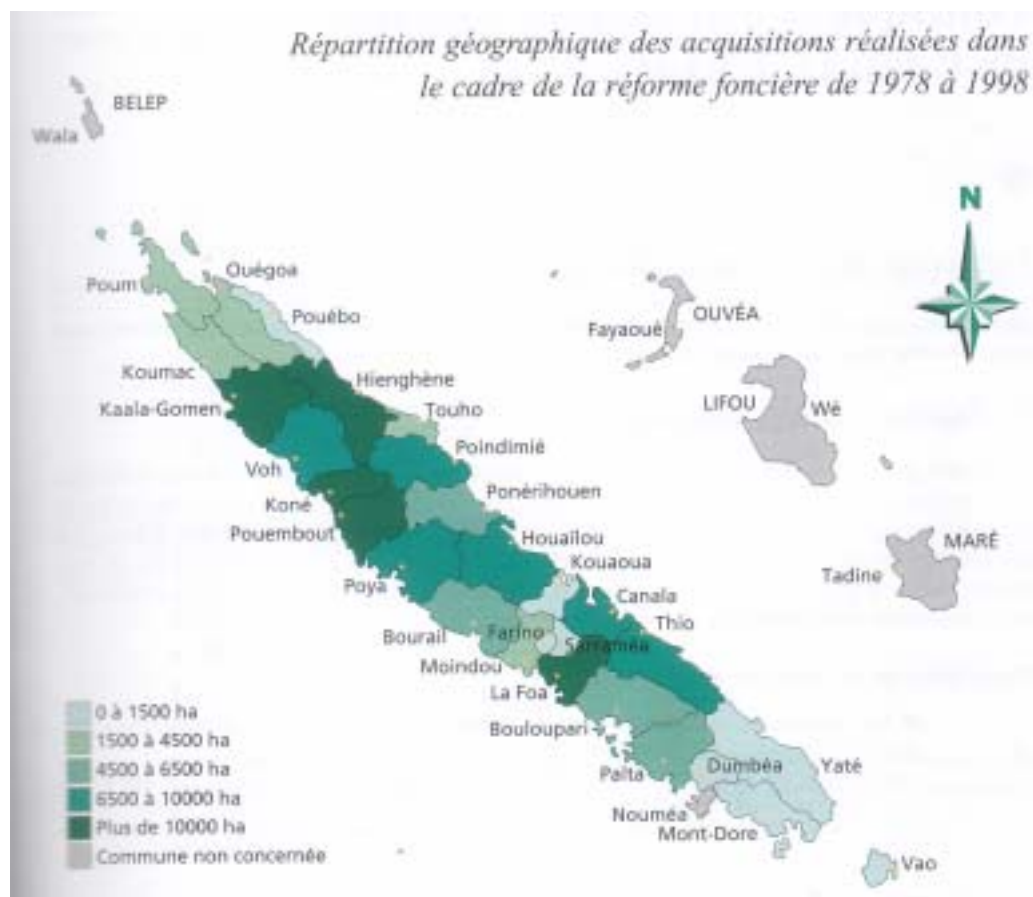 Répartition géographique des acquisitions réalisées dans
le cadre de la réforme foncière de 1978 à 1998
BELEP
Wala
N
Ouégoa
Poum
Pouébo
OUVÉA
Fayaoué
Koumac
Hienghène
Kaala-Gomen
Touho
LIFOU
Wé
Poindimié
Voh
Ponérihouen
Koné
Pouembout
Houaïlou
MARÉ
Kouaoua
Tadine
Poya
Canala
Thio
Bourail
Farino
Sarraméa
Moindou
La Foa
0 à 1500 ha
Bouloupari
1500 à 4500 ha
4500 à 6500 ha
Païta
Dumbéa
Yaté
6500 à 10000 ha
Nouméa
Plus de 10000 ha
Mont-Dore
Commune non concernée
Vao